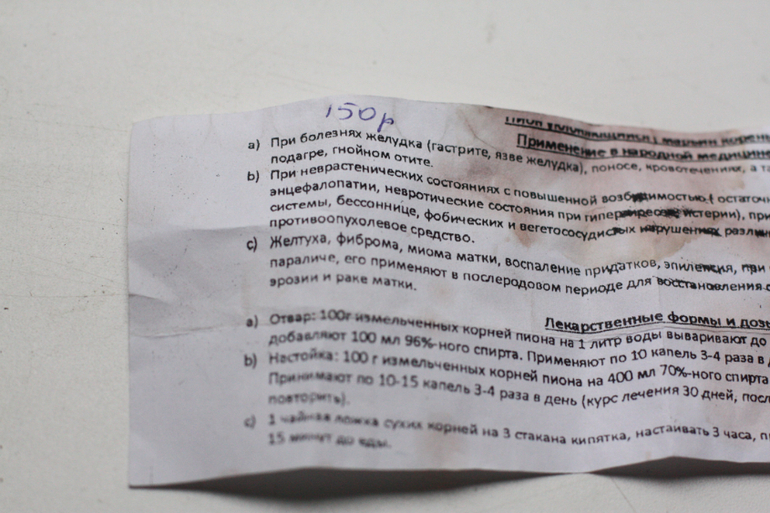 150р
Пион уклоняющийся (марьин корень
Применение в народной медицине
a) При болезнях желудка (гастрите, язве желудка), поносе, кровотечениях, а та
подагре, гнойном отите.
b) При неврастенических состояниях с повышенной возбудимостью ( остаточн
энцефалопатии, невротические состояния при истерии), при
системы, бессоннице, фобических и вегетососудистых нарушениях различ
противоопухолевое средство.
c) Желтуха, фиброма, миома матки, воспаление придатков, эпилепсия, при
параличе, его применяют в послеродовом периоде для восстановления с
эрозии и раке матки.
Лекарственные формы и дозы
a) Отвар: 100г измельченных корней пиона на 1 литр воды вываривают до
добавляют 100 мл 96%-ного спирта. Применяют по 10 капель 3-4 раза в д
b) Настойка: 100 г измельченных корней пиона на 400 мл 70%-ного спирта
Принимают по 10-15 капель 3-4 раза в день (курс лечения 30 дней, посл
повторить).
c) 1 чайная ложка сухих корней на 3 стакана кипятка, настаивать 3 часа, п
15 минут до еды.